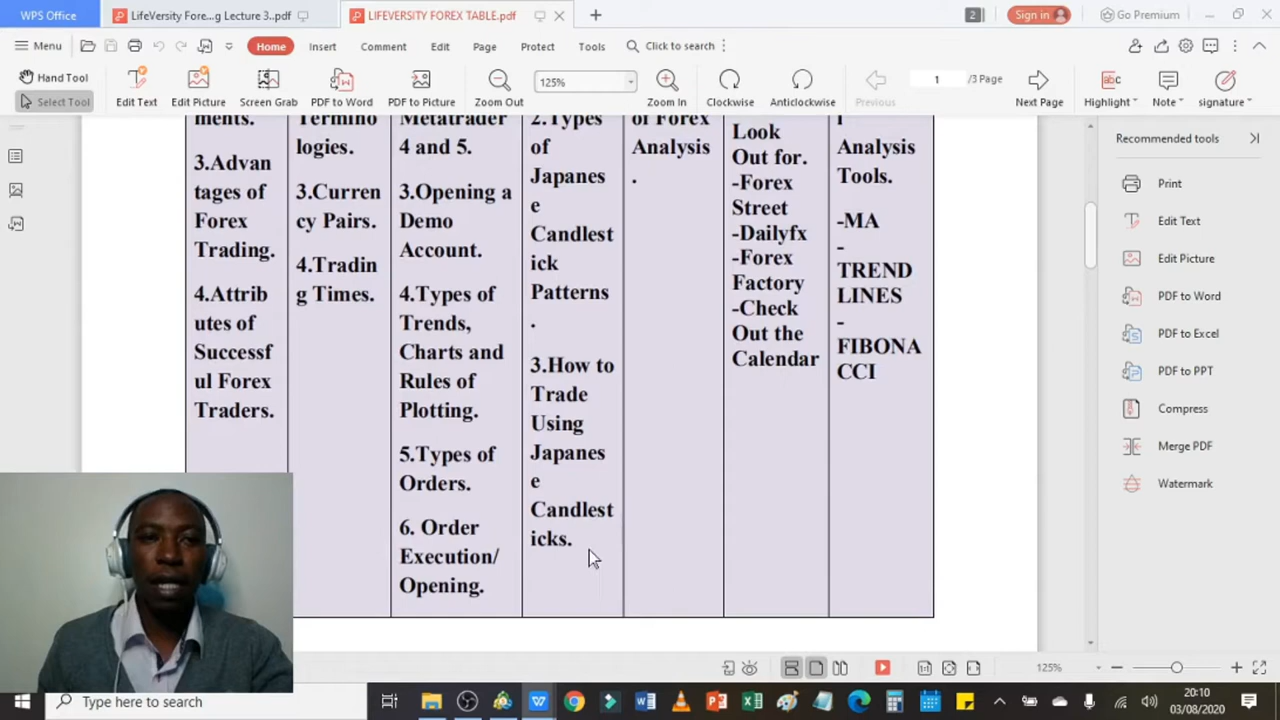 WPS Office
LifeVersity Fore...g Lecture 3..pdf
LIFEVERSITY FOREX TABLE.pdf
2
Sign in
Go Premium
Menu
Home
Insert
Comment
Edit
Page
Protect
Tools
Click to search
Hand Tool
Select Tool
Edit Text
Edit Picture
Screen Grab
PDF to Word
PDF to Picture
Zoom Out
125%
Zoom In
Clockwise
Anticlockwise
Previous
1
/3 Page
Next Page
abc
Highlight
Note
signature
ments.
3.Advan
tages of
Forex
Trading.
4.Attrib
utes of
Successf
ul Forex
Traders.
Termino
logies.
3.Curren
cy Pairs.
4.Tradin
g Times.
Metatrader
4 and 5.
3.Opening a
Demo
Account.
4.Types of
Trends,
Charts and
Rules of
Plotting.
5.Types of
Orders.
6. Order
Execution/
Opening.
2.Types
of
Japanes
e
Candlest
ick
Patterns
.
3.How to
Trade
Using
Japanes
e
Candlest
icks.
of Forex
Analysis
.
Look
Out for.
-Forex
Street
-Dailyfx
-Forex
Factory
-Check
Out the
Calendar
l
Analysis
Tools.
-MA
-
TREND
LINES
-
FIBONA
CCI
Recommended tools
Print
Edit Text
Edit Picture
PDF to Word
PDF to Excel
PDF to PPT
Compress
Merge PDF
Watermark
125%
Type here to search
20:10
03/08/2020